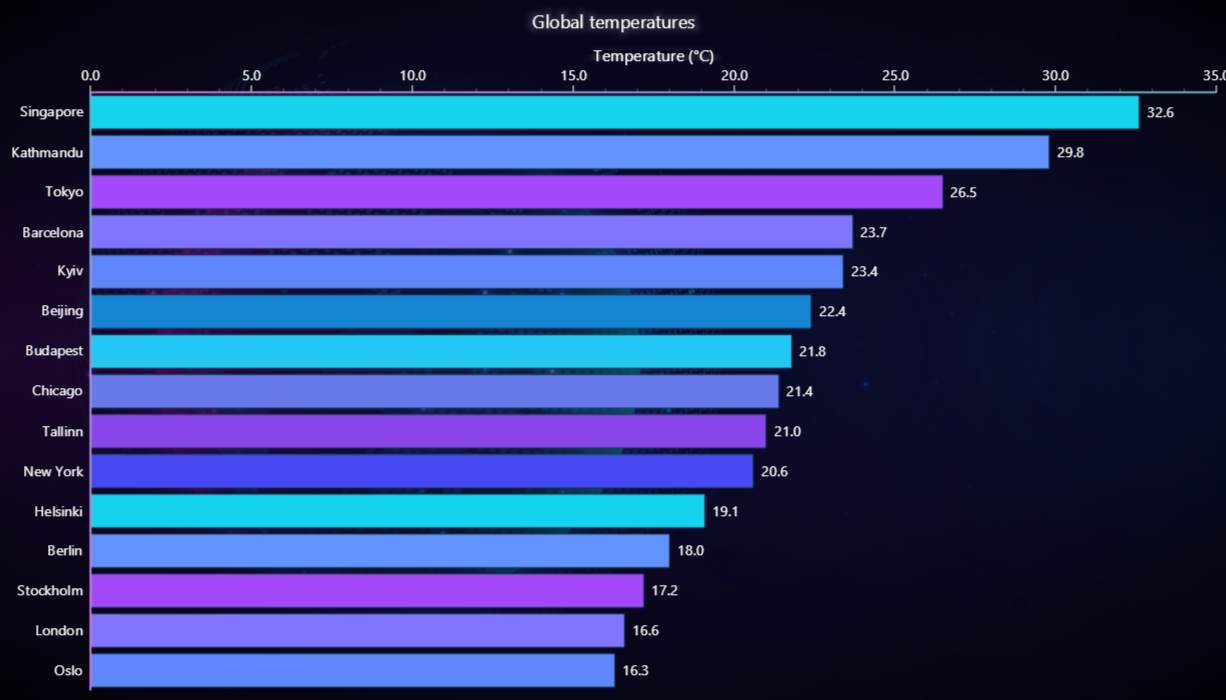 Global temperatures
Temperature (°C)
0.0 5.0 10.0 15.0 20.0 25.0 30.0 35.0
Singapore 32.6
Kathmandu 29.8
Tokyo 26.5
Barcelona 23.7
Kyiv 23.4
Beijing 22.4
Budapest 21.8
Chicago 21.4
Tallinn 21.0
New York 20.6
Helsinki 19.1
Berlin 18.0
Stockholm 17.2
London 16.6
Oslo 16.3